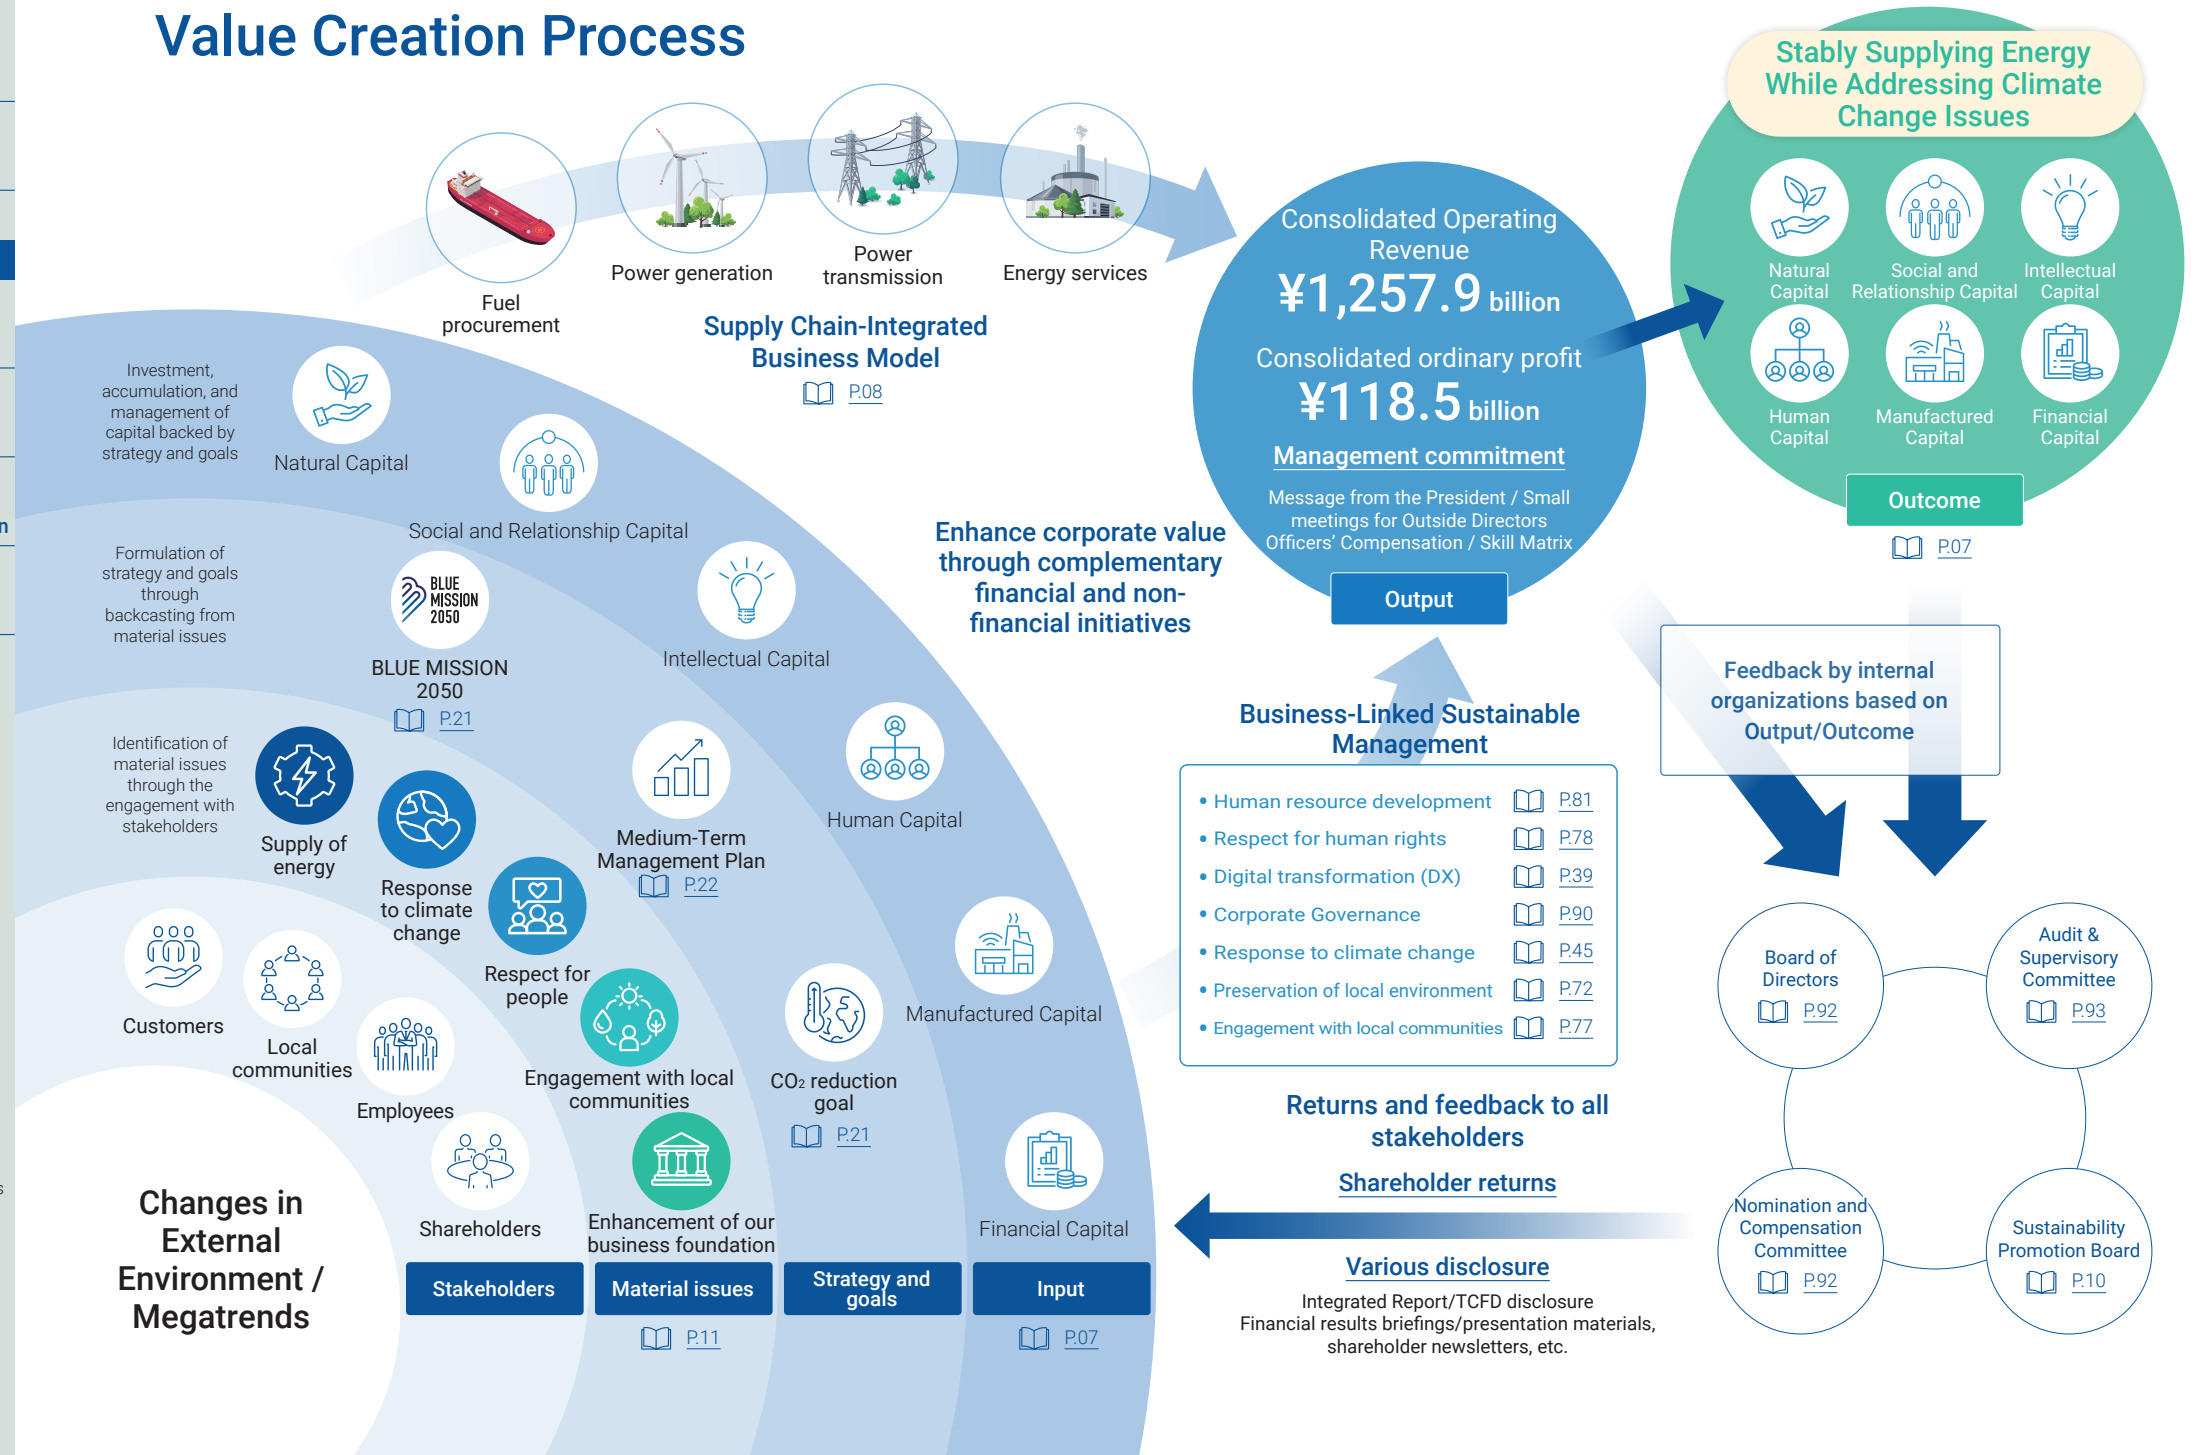 Value Creation Process
Fuel
procurement
Power generation
Power
transmission
Energy services
Supply Chain-Integrated
Business Model
P.08
Investment,
accumulation, and
management of
capital backed by
strategy and goals
Natural Capital
Social and Relationship Capital
Intellectual Capital
Human Capital
Manufactured Capital
Financial Capital
Formulation of
strategy and goals
through
backcasting from
material issues
BLUE
MISSION
2050
BLUE MISSION
2050
P.21
Medium-Term
Management Plan
P.22
CO2 reduction
goal
P.21
Identification of
material issues
through the
engagement with
stakeholders
Supply of
energy
Response
to climate
change
Respect for
people
Engagement with local
communities
Enhancement of our
business foundation
Customers
Local
communities
Employees
Shareholders
Changes in
External
Environment /
Megatrends
Stakeholders
Material issues
P.11
Strategy and
goals
Input
P.07
Enhance corporate value
through complementary
financial and non-
financial initiatives
Consolidated Operating
Revenue
¥1,257.9 billion
Consolidated ordinary profit
¥118.5 billion
Management commitment
Message from the President / Small
meetings for Outside Directors
Officers' Compensation / Skill Matrix
Output
Stably Supplying Energy
While Addressing Climate
Change Issues
Natural
Capital
Social and
Relationship Capital
Intellectual
Capital
Human
Capital
Manufactured
Capital
Financial
Capital
Outcome
P.07
Business-Linked Sustainable
Management
• Human resource development P.81
• Respect for human rights P.78
• Digital transformation (DX) P.39
• Corporate Governance P.90
• Response to climate change P.45
• Preservation of local environment P.72
• Engagement with local communities P.77
Feedback by internal
organizations based on
Output/Outcome
Board of
Directors
P.92
Audit &
Supervisory
Committee
P.93
Nomination and
Compensation
Committee
P.92
Sustainability
Promotion Board
P.10
Returns and feedback to all
stakeholders
Shareholder returns
Various disclosure
Integrated Report/TCFD disclosure
Financial results briefings/presentation materials,
shareholder newsletters, etc.